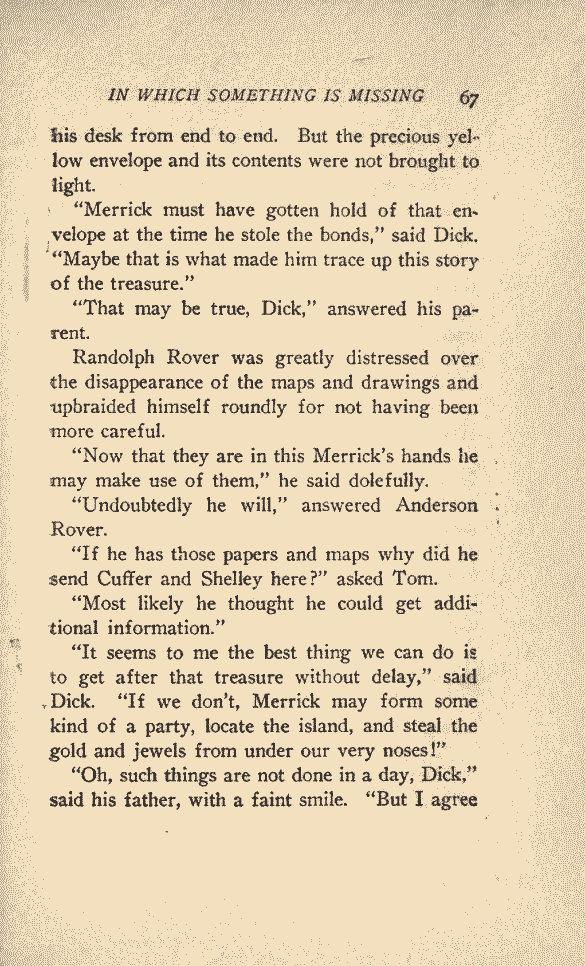 IN WHICH SOMETHING IS MISSING 67
his desk from end to end. But the precious yel-
low envelope and its contents were not brought to
light.
"Merrick must have gotten hold of that en-
velope at the time he stole the bonds," said Dick.
"Maybe that is what made him trace up this story
of the treasure."
"That may be true, Dick," answered his pa-
rent.
Randolph Rover was greatly distressed over
the disappearance of the maps and drawings and
upbraided himself roundly for not having been
more careful.
"Now that they are in this Merrick's hands he
may make use of them," he said dolefully.
"Undoubtedly he will," answered Anderson
Rover.
"If he has those papers and maps why did he
send Cuffer and Shelley here?" asked Tom.
"Most likely he thought he could get addi-
tional information."
"It seems to me the best thing we can do is
to get after that treasure without delay," said
Dick. "If we don't, Merrick may form some
kind of a party, locate the island, and steal the
gold and jewels from under our very noses!"
"Oh, such things are not done in a day, Dick,"
said his father, with a faint smile. "But I agree